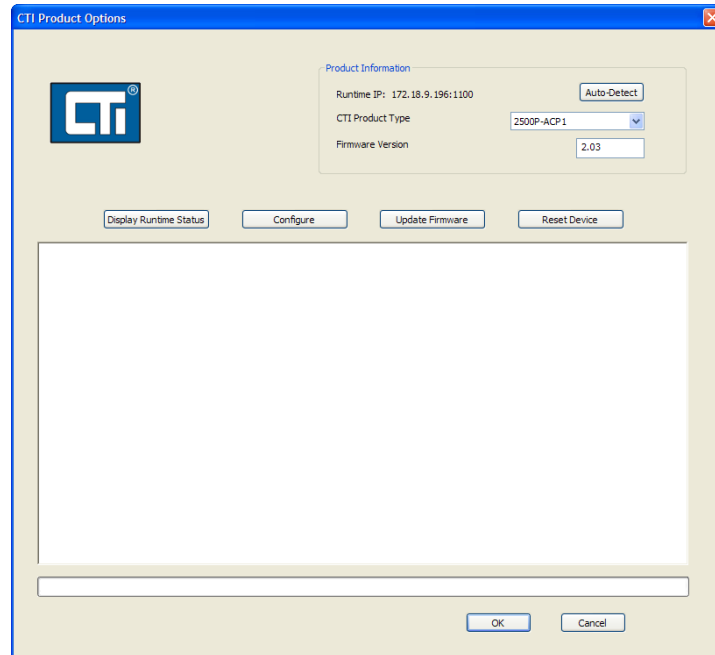 CTI Product Options
CTi®
Product Information
Runtime IP: 172.18.9.196:1100
Auto-Detect
CTI Product Type
2500P-ACP1
Firmware Version
2.03
Display Runtime Status
Configure
Update Firmware
Reset Device
OK
Cancel